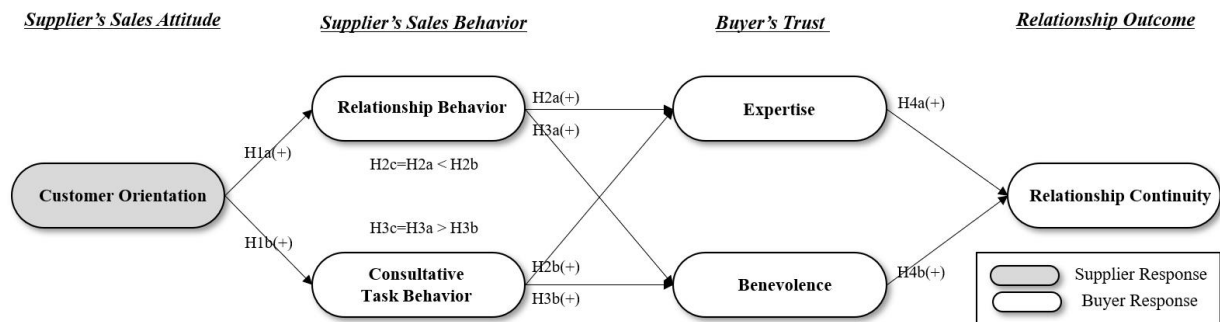 Supplier's Sales Attitude
Supplier's Sales Behavior
Buyer's Trust
Relationship Outcome
Relationship Behavior
H2a(+)
H3a(+)
Expertise
H4a(+)
H1a(+)
H2c=H2a < H2b
Customer Orientation
Relationship Continuity
H3c=H3a > H3b
H1b(+)
Consultative
Task Behavior
H2b(+)
H3b(+)
Benevolence
H4b(+)
Supplier Response
Buyer Response